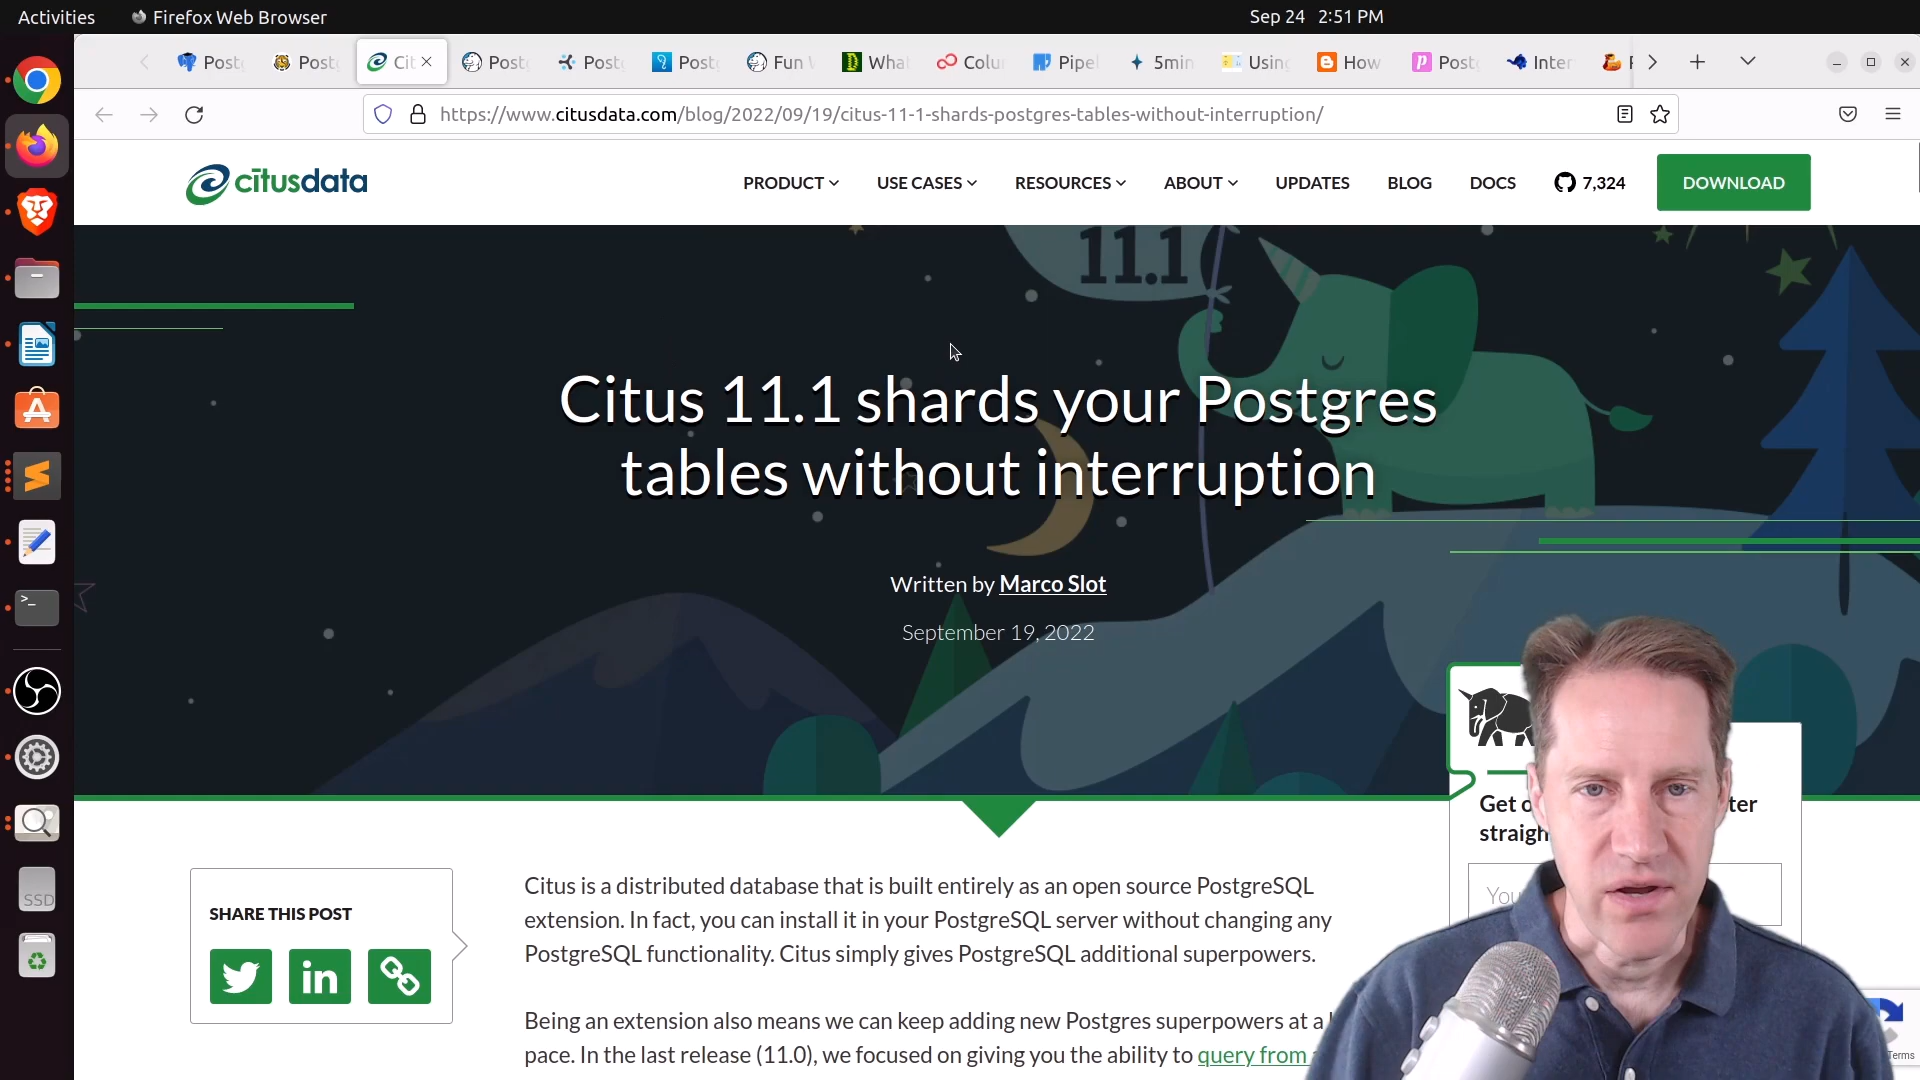 Activities
Firefox Web Browser
Sep 24 2:51 PM
Post
Post
Cit
Post
Post
Post
Fun
Wha
Colu
Pipe
5min
Usin
How
Post
Inter
https://www.citusdata.com/blog/2022/09/19/citus-11-1-shards-postgres-tables-without-interruption/
citusdata
PRODUCT
USE CASES
RESOURCES
ABOUT
UPDATES
BLOG
DOCS
7,324
DOWNLOAD
11.1
Citus 11.1 shards your Postgres
tables without interruption
Written by Marco Slot
September 19, 2022
Get
ter
straigh
You
SHARE THIS POST
Citus is a distributed database that is built entirely as an open source PostgreSQL
extension. In fact, you can install it in your PostgreSQL server without changing any
PostgreSQL functionality. Citus simply gives PostgreSQL additional superpowers.
Being an extension also means we can keep adding new Postgres superpowers at a
pace. In the last release (11.0), we focused on giving you the ability to query from
SSD
Terms